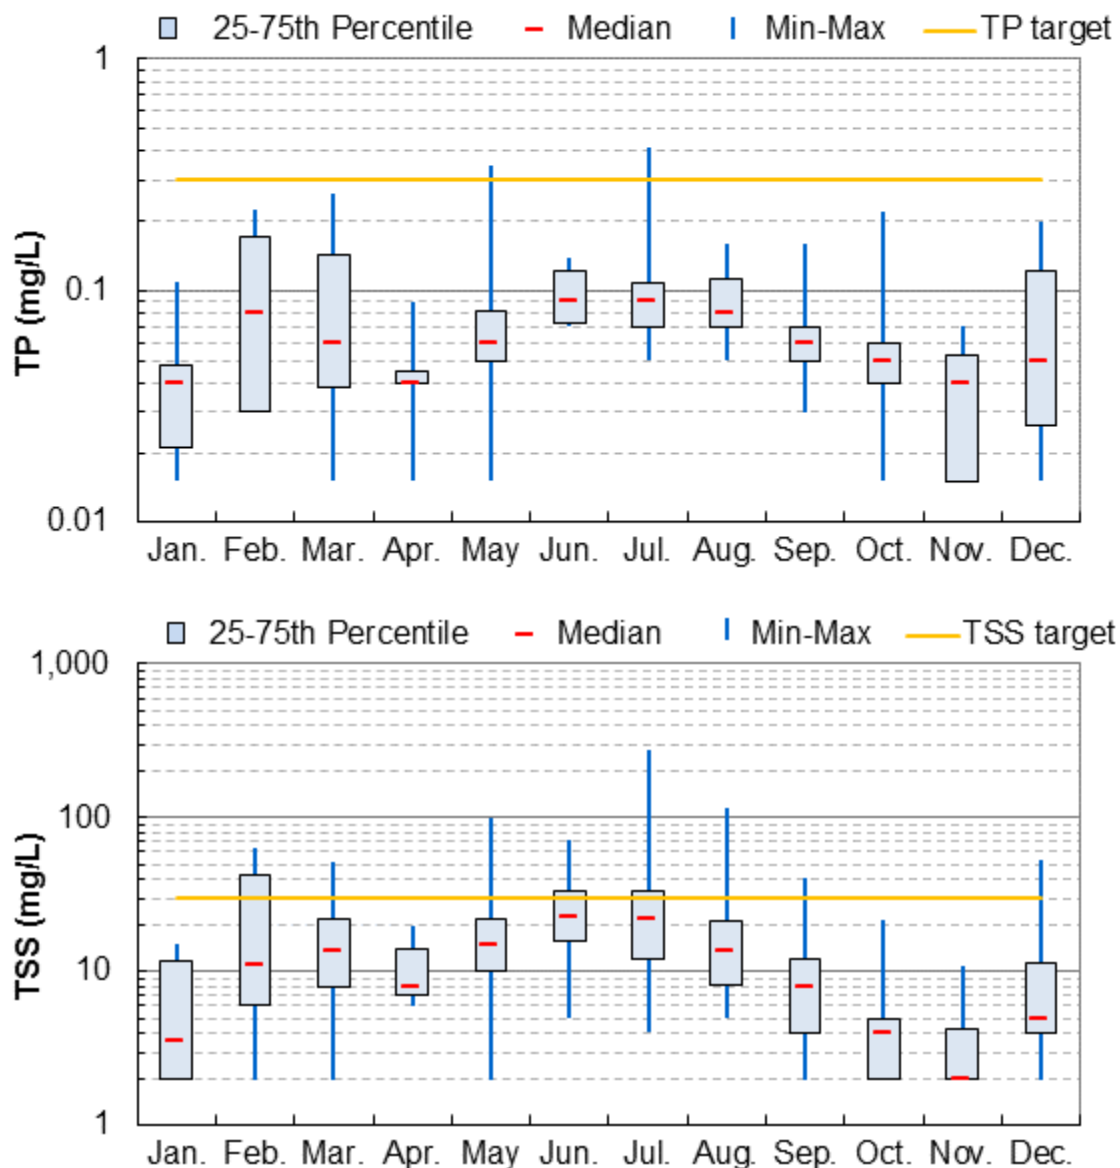 25-75th Percentile Median Min-Max TP target
1
0.1
0.01
TP (mg/L)
Jan. Feb. Mar. Apr. May Jun. Jul. Aug. Sep. Oct. Nov. Dec.
25-75th Percentile Median Min-Max TSS target
1,000
100
10
1
TSS (mg/L)
Jan. Feb. Mar. Apr. May Jun. Jul. Aug. Sep. Oct. Nov. Dec.